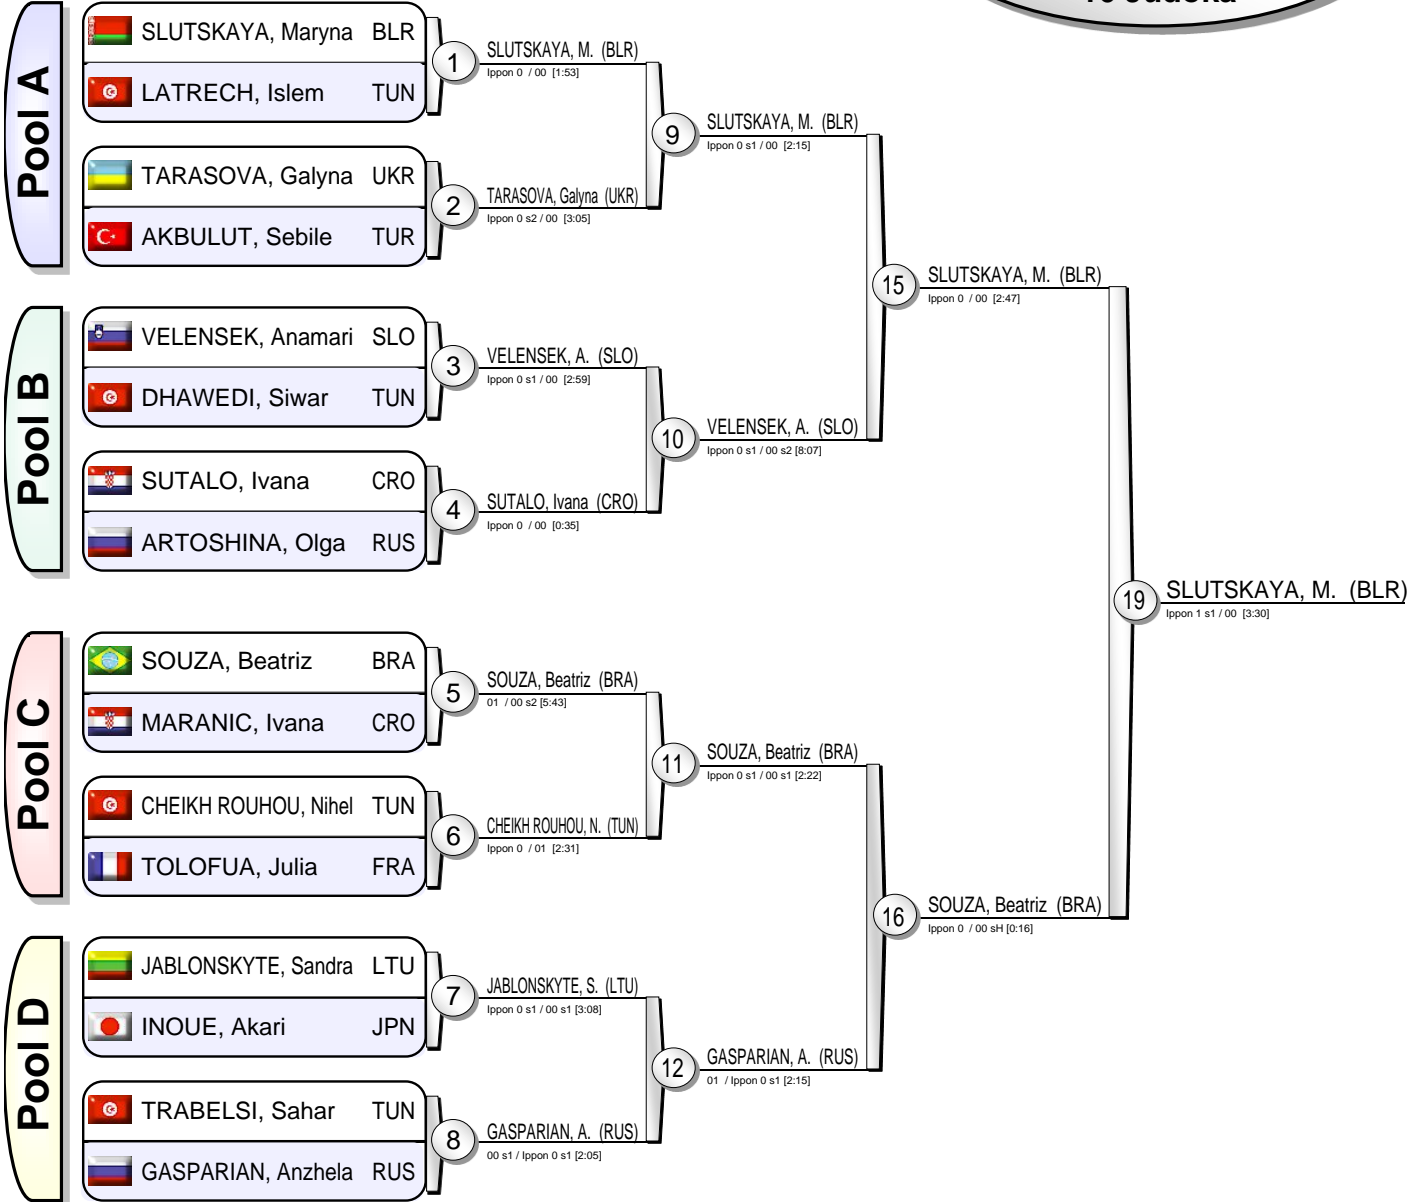 16 Judoka
Pool A
SLUTSKAYA, Maryna BLR
LATRECH, Islem TUN
1
SLUTSKAYA, M. (BLR)
Ippon 0 / 00 [1:53]
TARASOVA, Galyna UKR
AKBULUT, Sebile TUR
2
TARASOVA, Galyna (UKR)
Ippon 0 s2 / 00 [3:05]
9
SLUTSKAYA, M. (BLR)
Ippon 0 s1 / 00 [2:15]
Pool B
VELENSEK, Anamari SLO
DHAWEDI, Siwar TUN
3
VELENSEK, A. (SLO)
Ippon 0 s1 / 00 [2:59]
SUTALO, Ivana CRO
ARTOSHINA, Olga RUS
4
SUTALO, Ivana (CRO)
Ippon 0 / 00 [0:35]
10
VELENSEK, A. (SLO)
Ippon 0 s1 / 00 s2 [8:07]
15
SLUTSKAYA, M. (BLR)
Ippon 0 / 00 [2:47]
Pool C
SOUZA, Beatriz BRA
MARANIC, Ivana CRO
5
SOUZA, Beatriz (BRA)
01 / 00 s2 [5:43]
CHEIKH ROUHOU, Nihel TUN
TOLOFUA, Julia FRA
6
CHEIKH ROUHOU, N. (TUN)
Ippon 0 / 01 [2:31]
11
SOUZA, Beatriz (BRA)
Ippon 0 s1 / 00 s1 [2:22]
Pool D
JABLONSKYTE, Sandra LTU
INOUE, Akari JPN
7
JABLONSKYTE, S. (LTU)
Ippon 0 s1 / 00 s1 [3:08]
TRABELSI, Sahar TUN
GASPARIAN, Anzhela RUS
8
GASPARIAN, A. (RUS)
00 s1 / Ippon 0 s1 [2:05]
12
GASPARIAN, A. (RUS)
01 / Ippon 0 s1 [2:15]
16
SOUZA, Beatriz (BRA)
Ippon 0 / 00 sH [0:16]
19
SLUTSKAYA, M. (BLR)
Ippon 1 s1 / 00 [3:30]